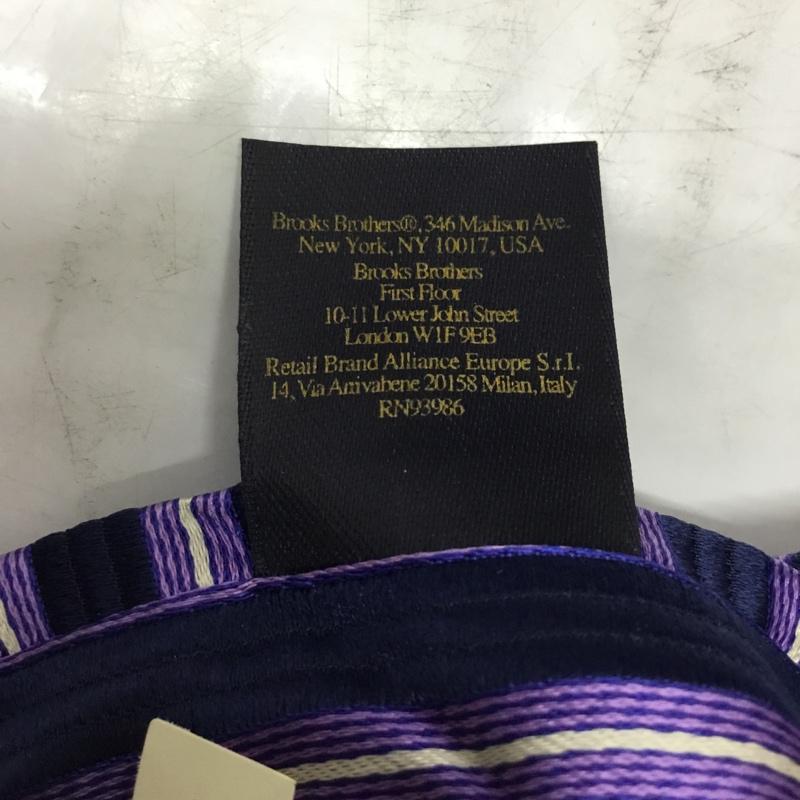 Brooks Brothers®, 346 Madison Ave.
New York, NY 10017, USA
Brooks Brothers
First Floor
10-11 Lower John Street
London W1F 9EB
Retail Brand Alliance Europe S.r.I.
14, Via Arrivabene 20158 Milan, Italy
RN93986